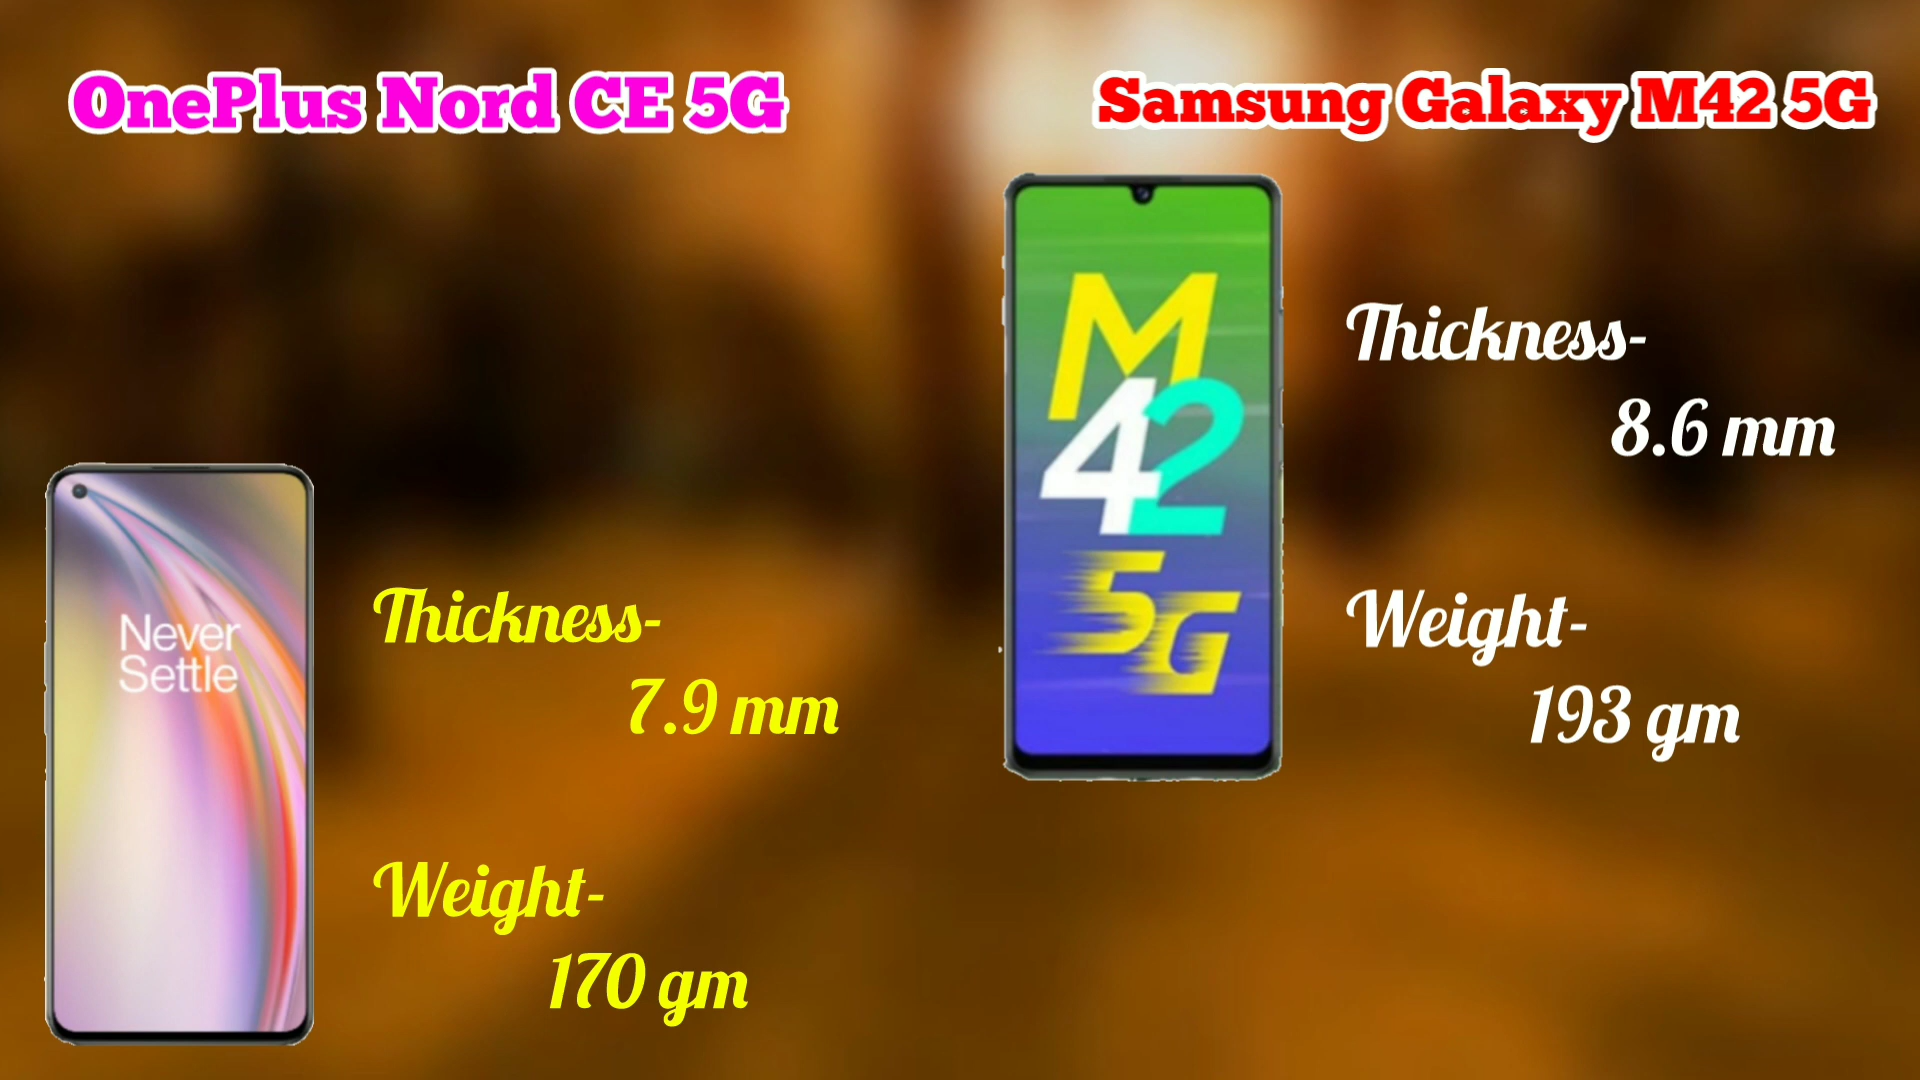 OnePlus Nord CE 5G
Never
Settle
Thickness-
7.9 mm
Weight-
170 gm
Samsung Galaxy M42 5G
M
42
5G
Thickness-
8.6 mm
Weight-
193 gm